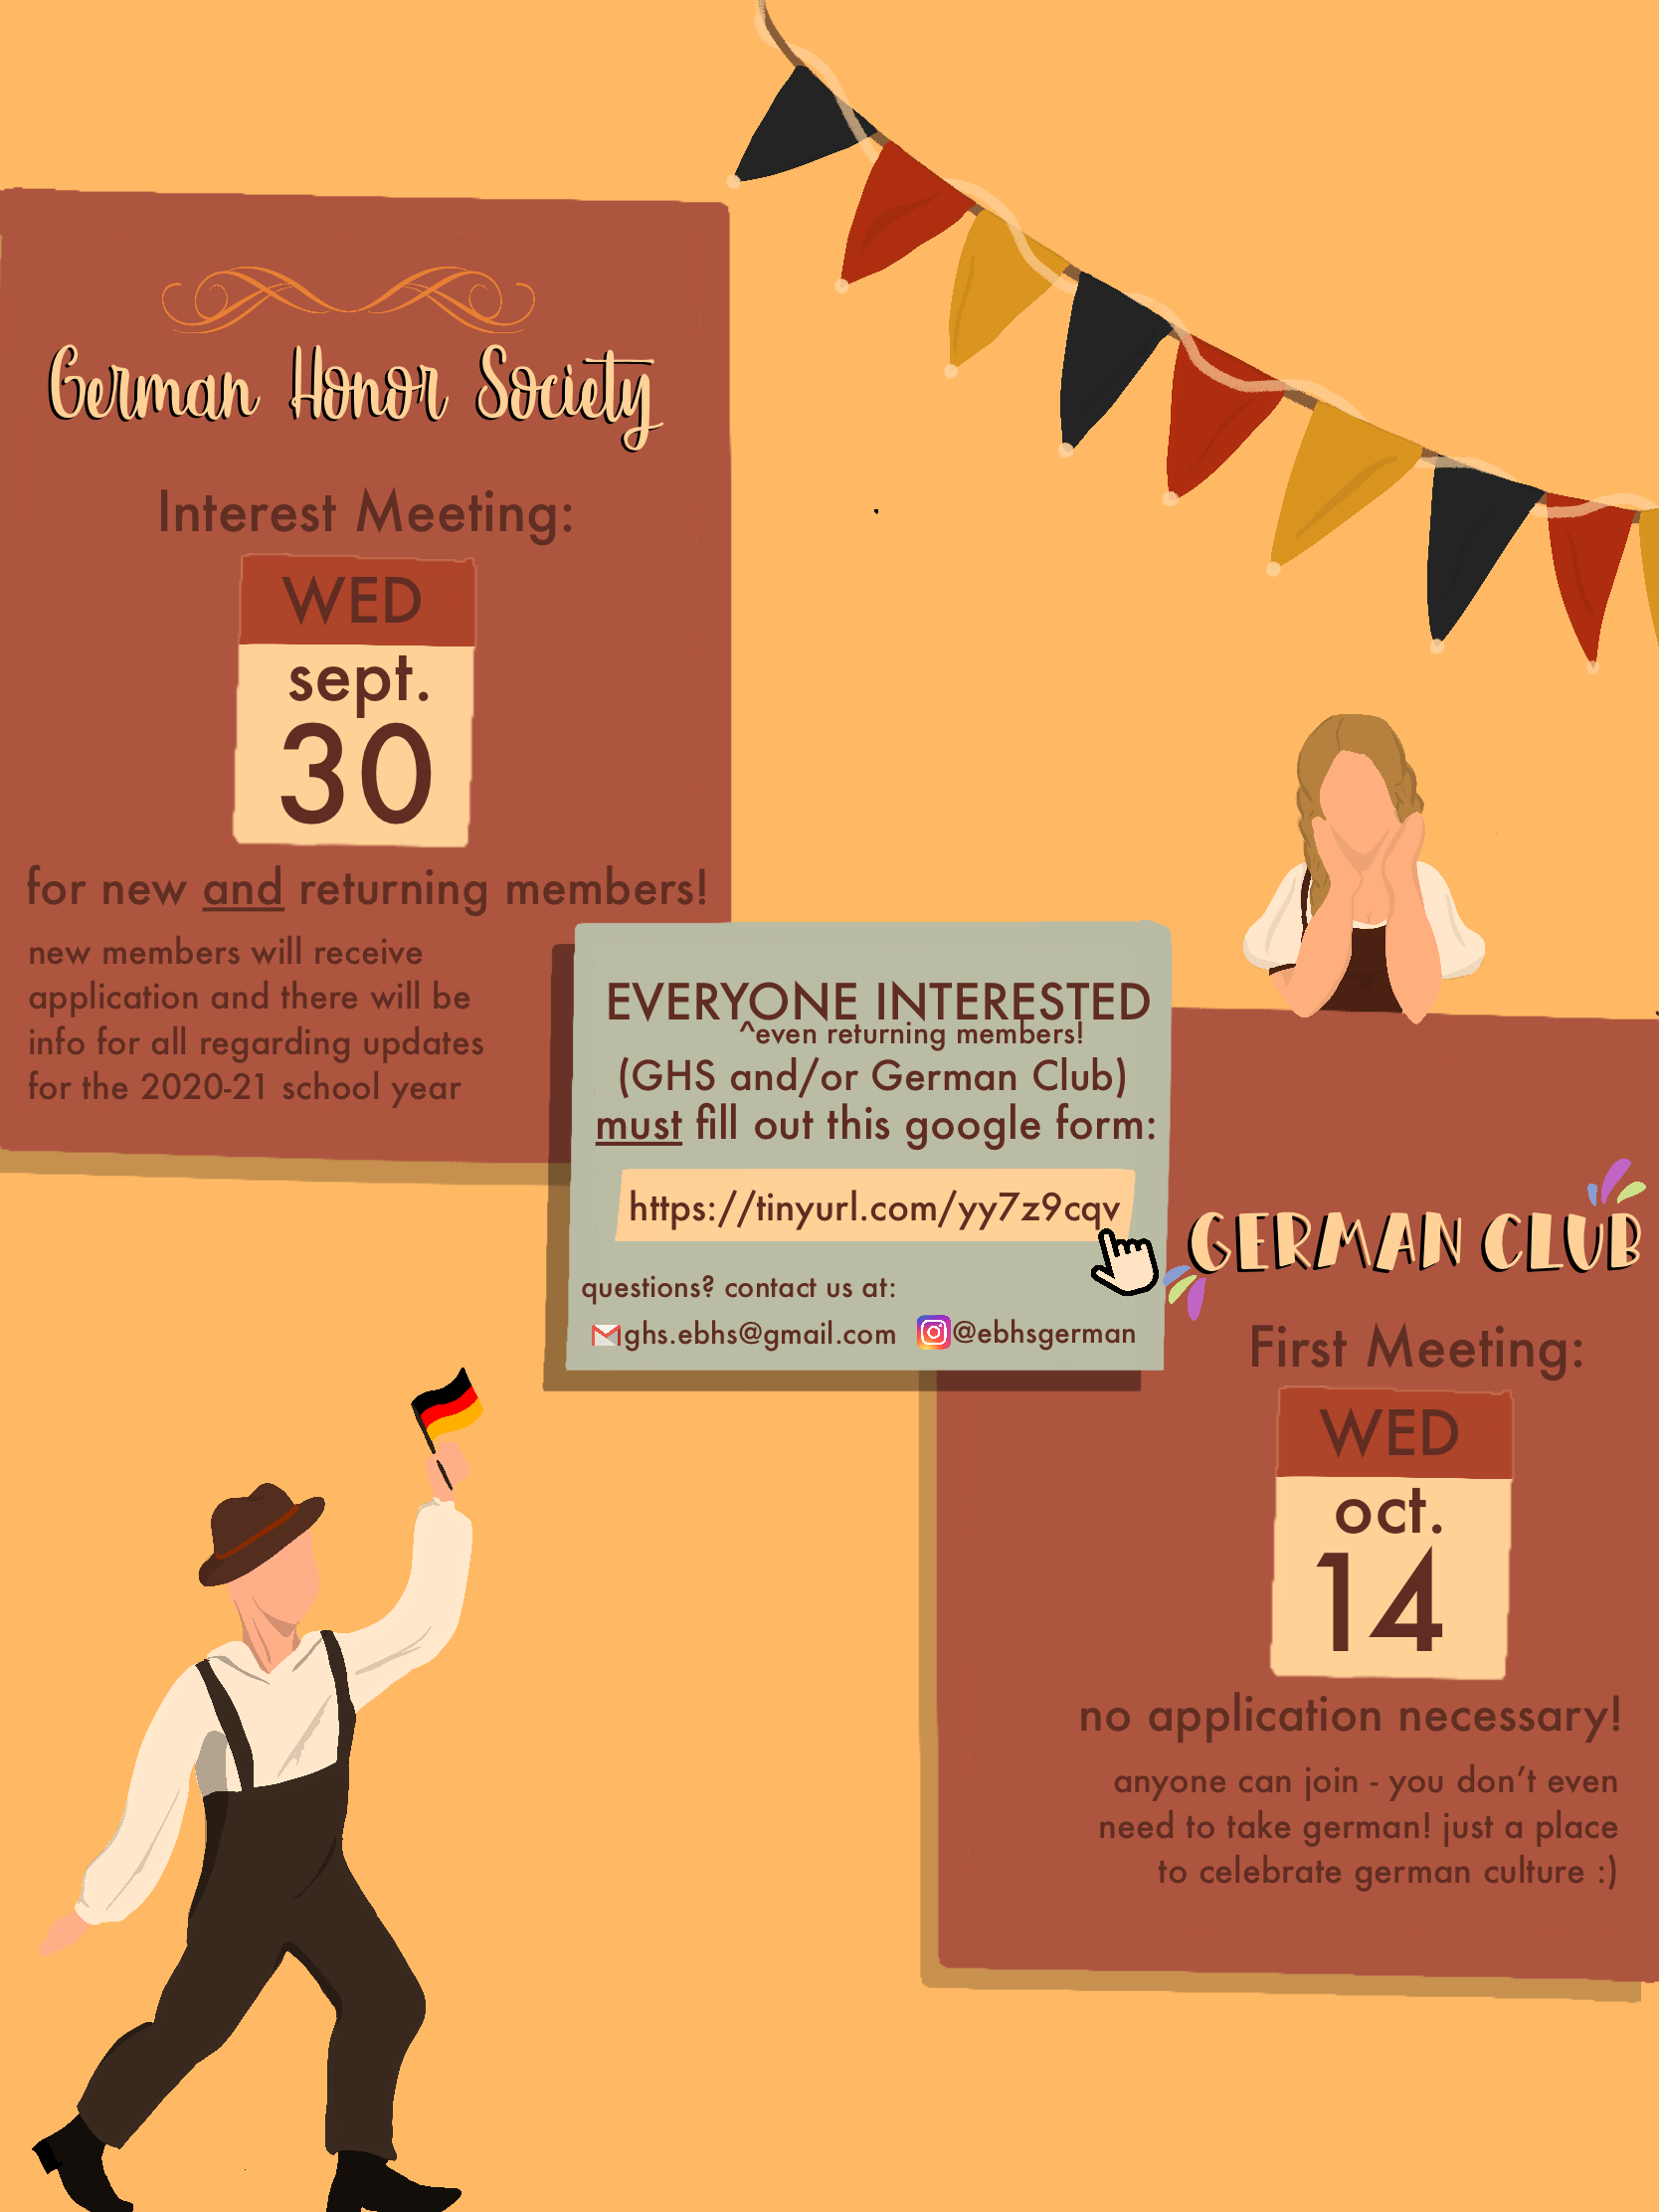 German Honor Society
Interest Meeting:
WED
sept.
30
for new and returning members!
new members will receive
application and there will be
info for all regarding updates
for the 2020-21 school year
EVERYONE INTERESTED
^even returning members!
(GHS and/or German Club)
must fill out this google form:
https://tinyurl.com/yy7z9cqv
questions? contact us at:
ghs.ebhs@gmail.com @ebhsgerman
GERMAN CLUB
First Meeting:
WED
oct.
14
no application necessary!
anyone can join - you don't even
need to take german! just a place
to celebrate german culture :)